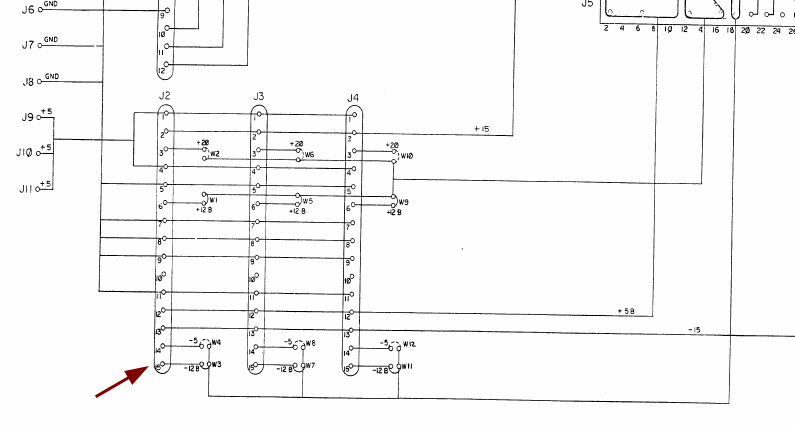 J6 GND
J7 GND
J8 GND
J9 +5
J10 +5
J11 +5
9
10
11
12
J5
2 4 6 8 10 12 4 16 18 20 22 24 26
J2 J3 J4
1 1 1
2 2 2 +15
3 +20 W2 3 +20 W6 3 +20 W10
4 4 4
5 5 5
6 +12 B W1 6 +12 B W5 6 +12 B W9
7 7 7
8 8 8
9 9 9
10 10 10
11 11 11
12 12 12 +5 B
13 13 13 -15
14 -5 W4 14 -5 W8 14 -5 W12
15 -12 B W3 15 -12 B W7 15 -12 B W11